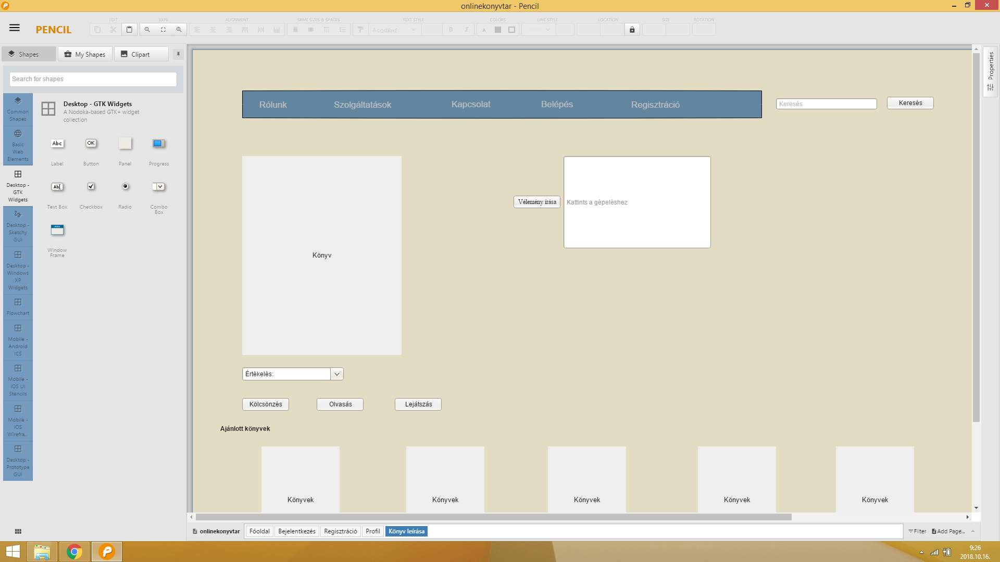 onlinekonyvtar - Pencil
PENCIL
EDIT
100%
ALIGNMENT
SAME SIZES & SPACES
TEXT STYLE
COLORS
LINE STYLE
LOCATION
SIZE
ROTATION
AaGgBbEf
B
I
A
Shapes
My Shapes
Clipart
Search for shapes
Common
Shapes
Basic
Web
Elements
Desktop -
GTK
Widgets
Desktop -
Sketchy
GUI
Desktop -
Windows
XP
Widgets
Flowchart
Mobile -
Android
ICS
Mobile -
iOS UI
Stencils
Mobile -
iOS
Wirefra...
Desktop -
Prototype
GUI
Desktop - GTK Widgets
A Nodoka-based GTK+ widget
collection
Abc
OK
Label
Button
Panel
Progress
Ab
Text Box
Checkbox
Radio
Combo
Box
Window
Frame
Rólunk
Szolgáltatások
Kapcsolat
Belépés
Regisztráció
Keresés
Keresés
Könyv
Vélemény írása
Kattints a gépeléshez
Értékelés:
Kölcsönzés
Olvasás
Lejátszás
Ajánlott könyvek
Könyvek
Könyvek
Könyvek
Könyvek
Könyvek
Properties
onlinekonyvtar
Főoldal
Bejelentkezés
Regisztráció
Profil
Könyv leírása
Filter
Add Page...
9:26
2018.10.16.